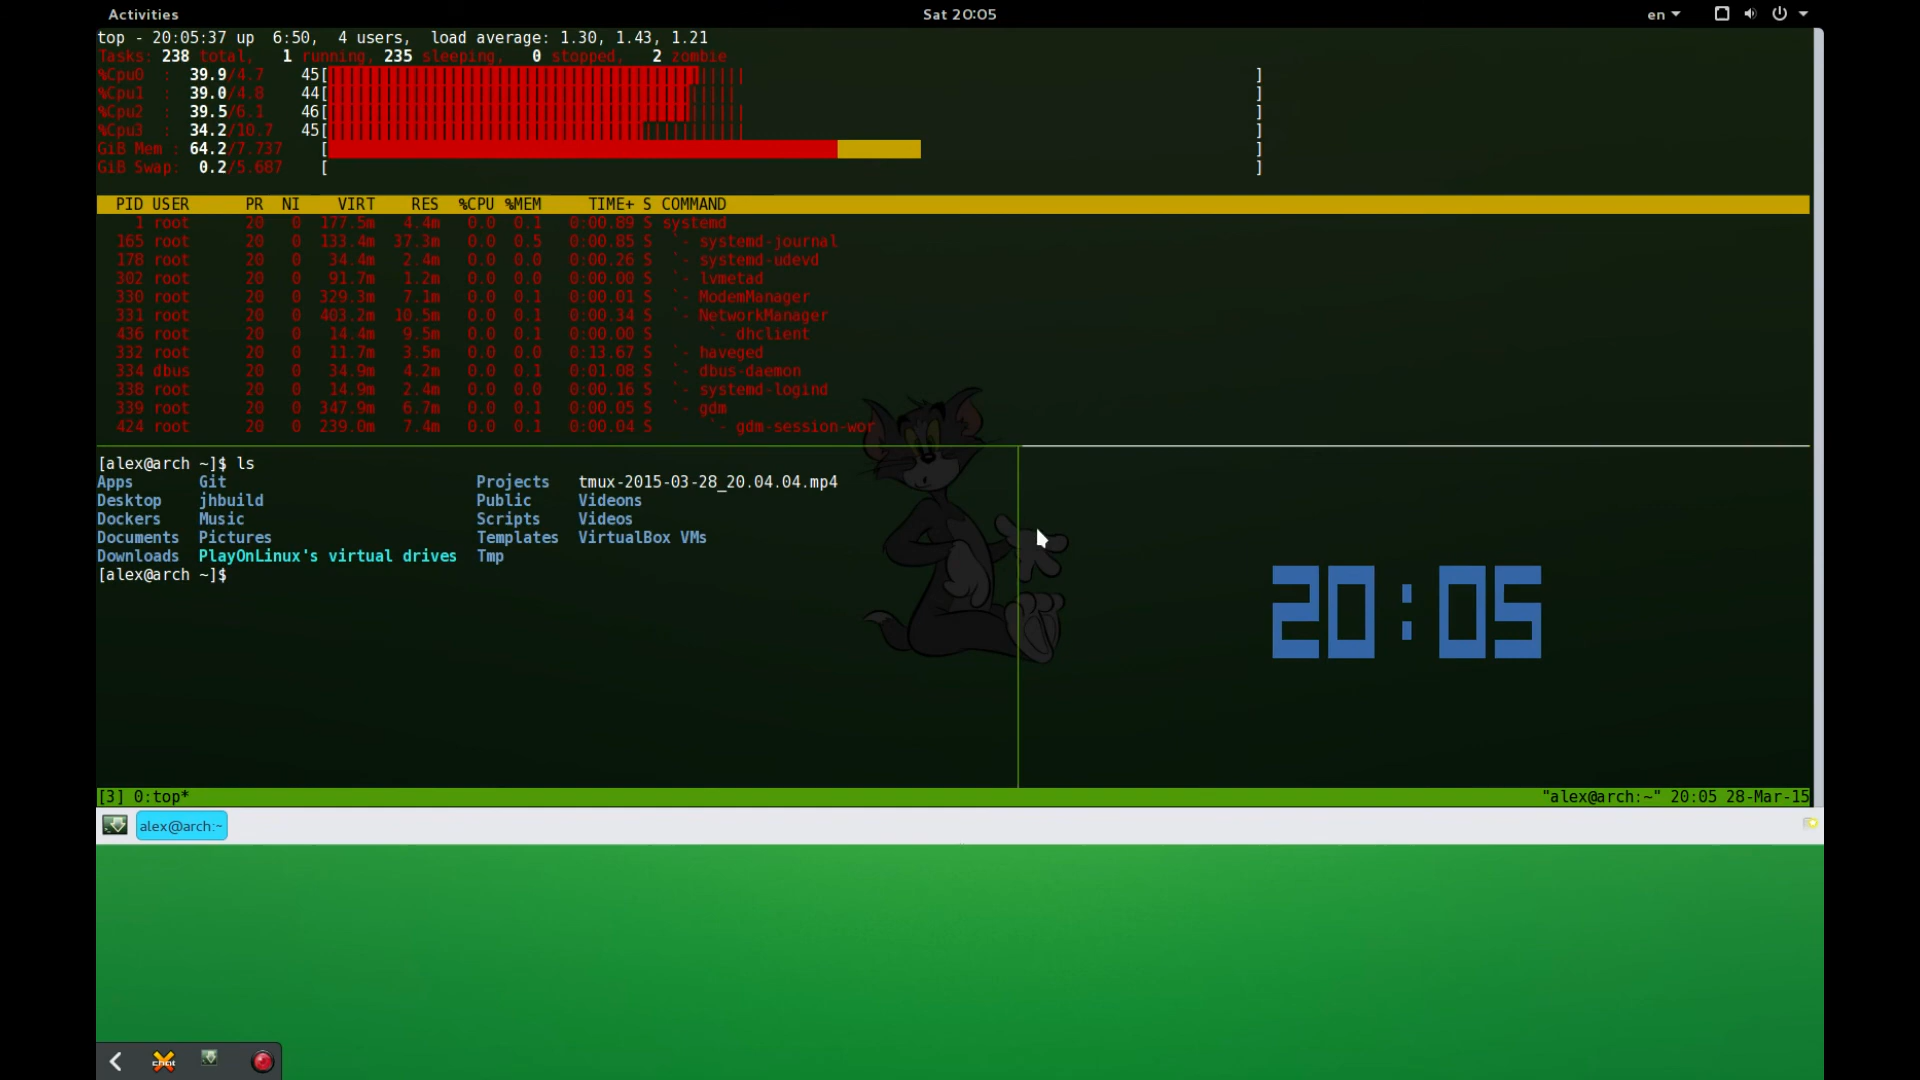 Activities Sat 20:05 en
top - 20:05:37 up  6:50,  4 users,  load average: 1.30, 1.43, 1.21
Tasks: 238 total,   1 running, 235 sleeping,   0 stopped,   2 zombie
%Cpu0  :  39.9/4.7    45[ ]
%Cpu1  :  39.0/4.8    44[ ]
%Cpu2  :  39.5/6.1    46[ ]
%Cpu3  :  34.2/10.7   45[ ]
GiB Mem : 64.2/7.737    [ ]
GiB Swap:  0.2/5.687    [ ]
PID USER      PR  NI    VIRT    RES  %CPU %MEM     TIME+ S COMMAND
1 root      20   0  177.5m   4.4m   0.0  0.1   0:00.89 S systemd
165 root      20   0  133.4m  37.3m   0.0  0.5   0:00.85 S  `- systemd-journal
178 root      20   0   34.4m   2.4m   0.0  0.0   0:00.26 S  `- systemd-udevd
302 root      20   0   91.7m   1.2m   0.0  0.0   0:00.00 S  `- lvmetad
330 root      20   0  329.3m   7.1m   0.0  0.1   0:00.01 S  `- ModemManager
331 root      20   0  403.2m  10.5m   0.0  0.1   0:00.34 S  `- NetworkManager
436 root      20   0   14.4m   9.5m   0.0  0.1   0:00.00 S      `- dhclient
332 root      20   0   11.7m   3.5m   0.0  0.0   0:13.67 S  `- haveged
334 dbus      20   0   34.9m   4.2m   0.0  0.1   0:01.08 S  `- dbus-daemon
338 root      20   0   14.9m   2.4m   0.0  0.0   0:00.16 S  `- systemd-logind
339 root      20   0  347.9m   6.7m   0.0  0.1   0:00.05 S  `- gdm
424 root      20   0  239.0m   7.4m   0.0  0.1   0:00.04 S      `- gdm-session-wor
[alex@arch ~]$ ls
Apps       Git                           Projects   tmux-2015-03-28_20.04.04.mp4
Desktop    jhbuild                       Public     Videons
Dockers    Music                         Scripts    Videos
Documents  Pictures                      Templates  VirtualBox VMs
Downloads  PlayOnLinux's virtual drives  Tmp
[alex@arch ~]$
20:05
[3] 0:top* "alex@arch:~" 20:05 28-Mar-15
alex@arch:~
chat